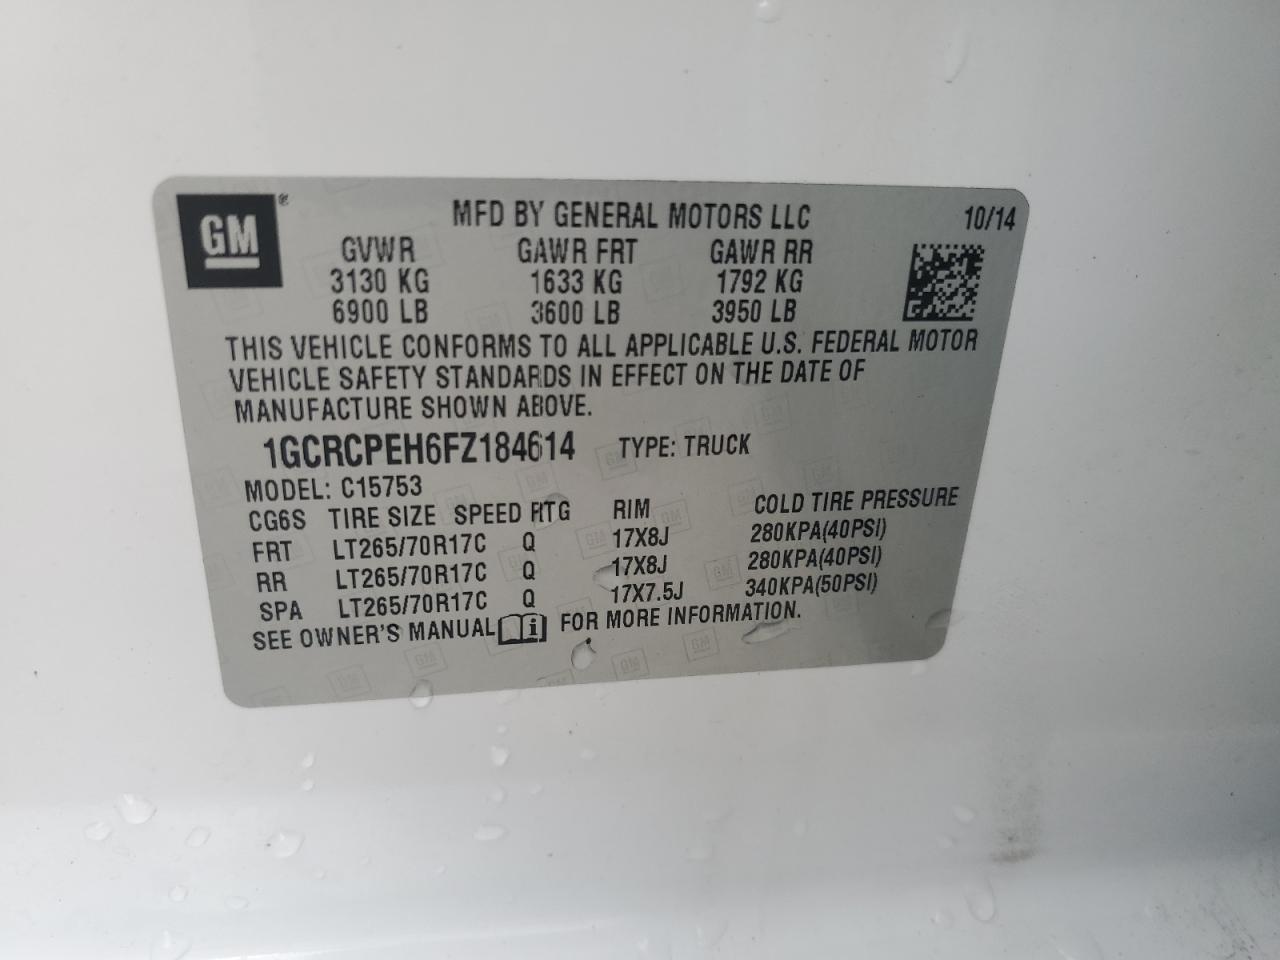 GM®
MFD BY GENERAL MOTORS LLC 10/14
GVWR GAWR FRT GAWR RR
3130 KG 1633 KG 1792 KG
6900 LB 3600 LB 3950 LB
THIS VEHICLE CONFORMS TO ALL APPLICABLE U.S. FEDERAL MOTOR
VEHICLE SAFETY STANDARDS IN EFFECT ON THE DATE OF
MANUFACTURE SHOWN ABOVE.
1GCRCPEH6FZ184614 TYPE: TRUCK
MODEL: C15753
CG6S TIRE SIZE SPEED RTG RIM COLD TIRE PRESSURE
FRT LT265/70R17C Q 17X8J 280KPA(40PSI)
RR LT265/70R17C Q 17X8J 280KPA(40PSI)
SPA LT265/70R17C Q 17X7.5J 340KPA(50PSI)
SEE OWNER'S MANUAL i FOR MORE INFORMATION.